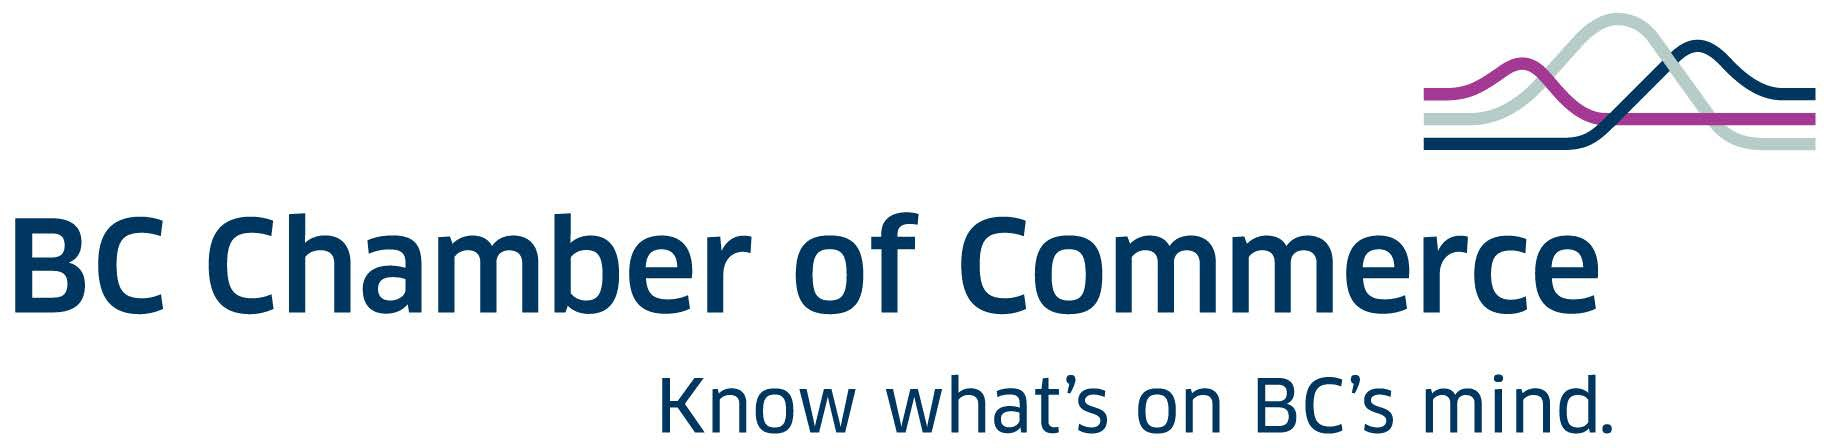 BC Chamber of Commerce
Know what’s on BC’s mind.